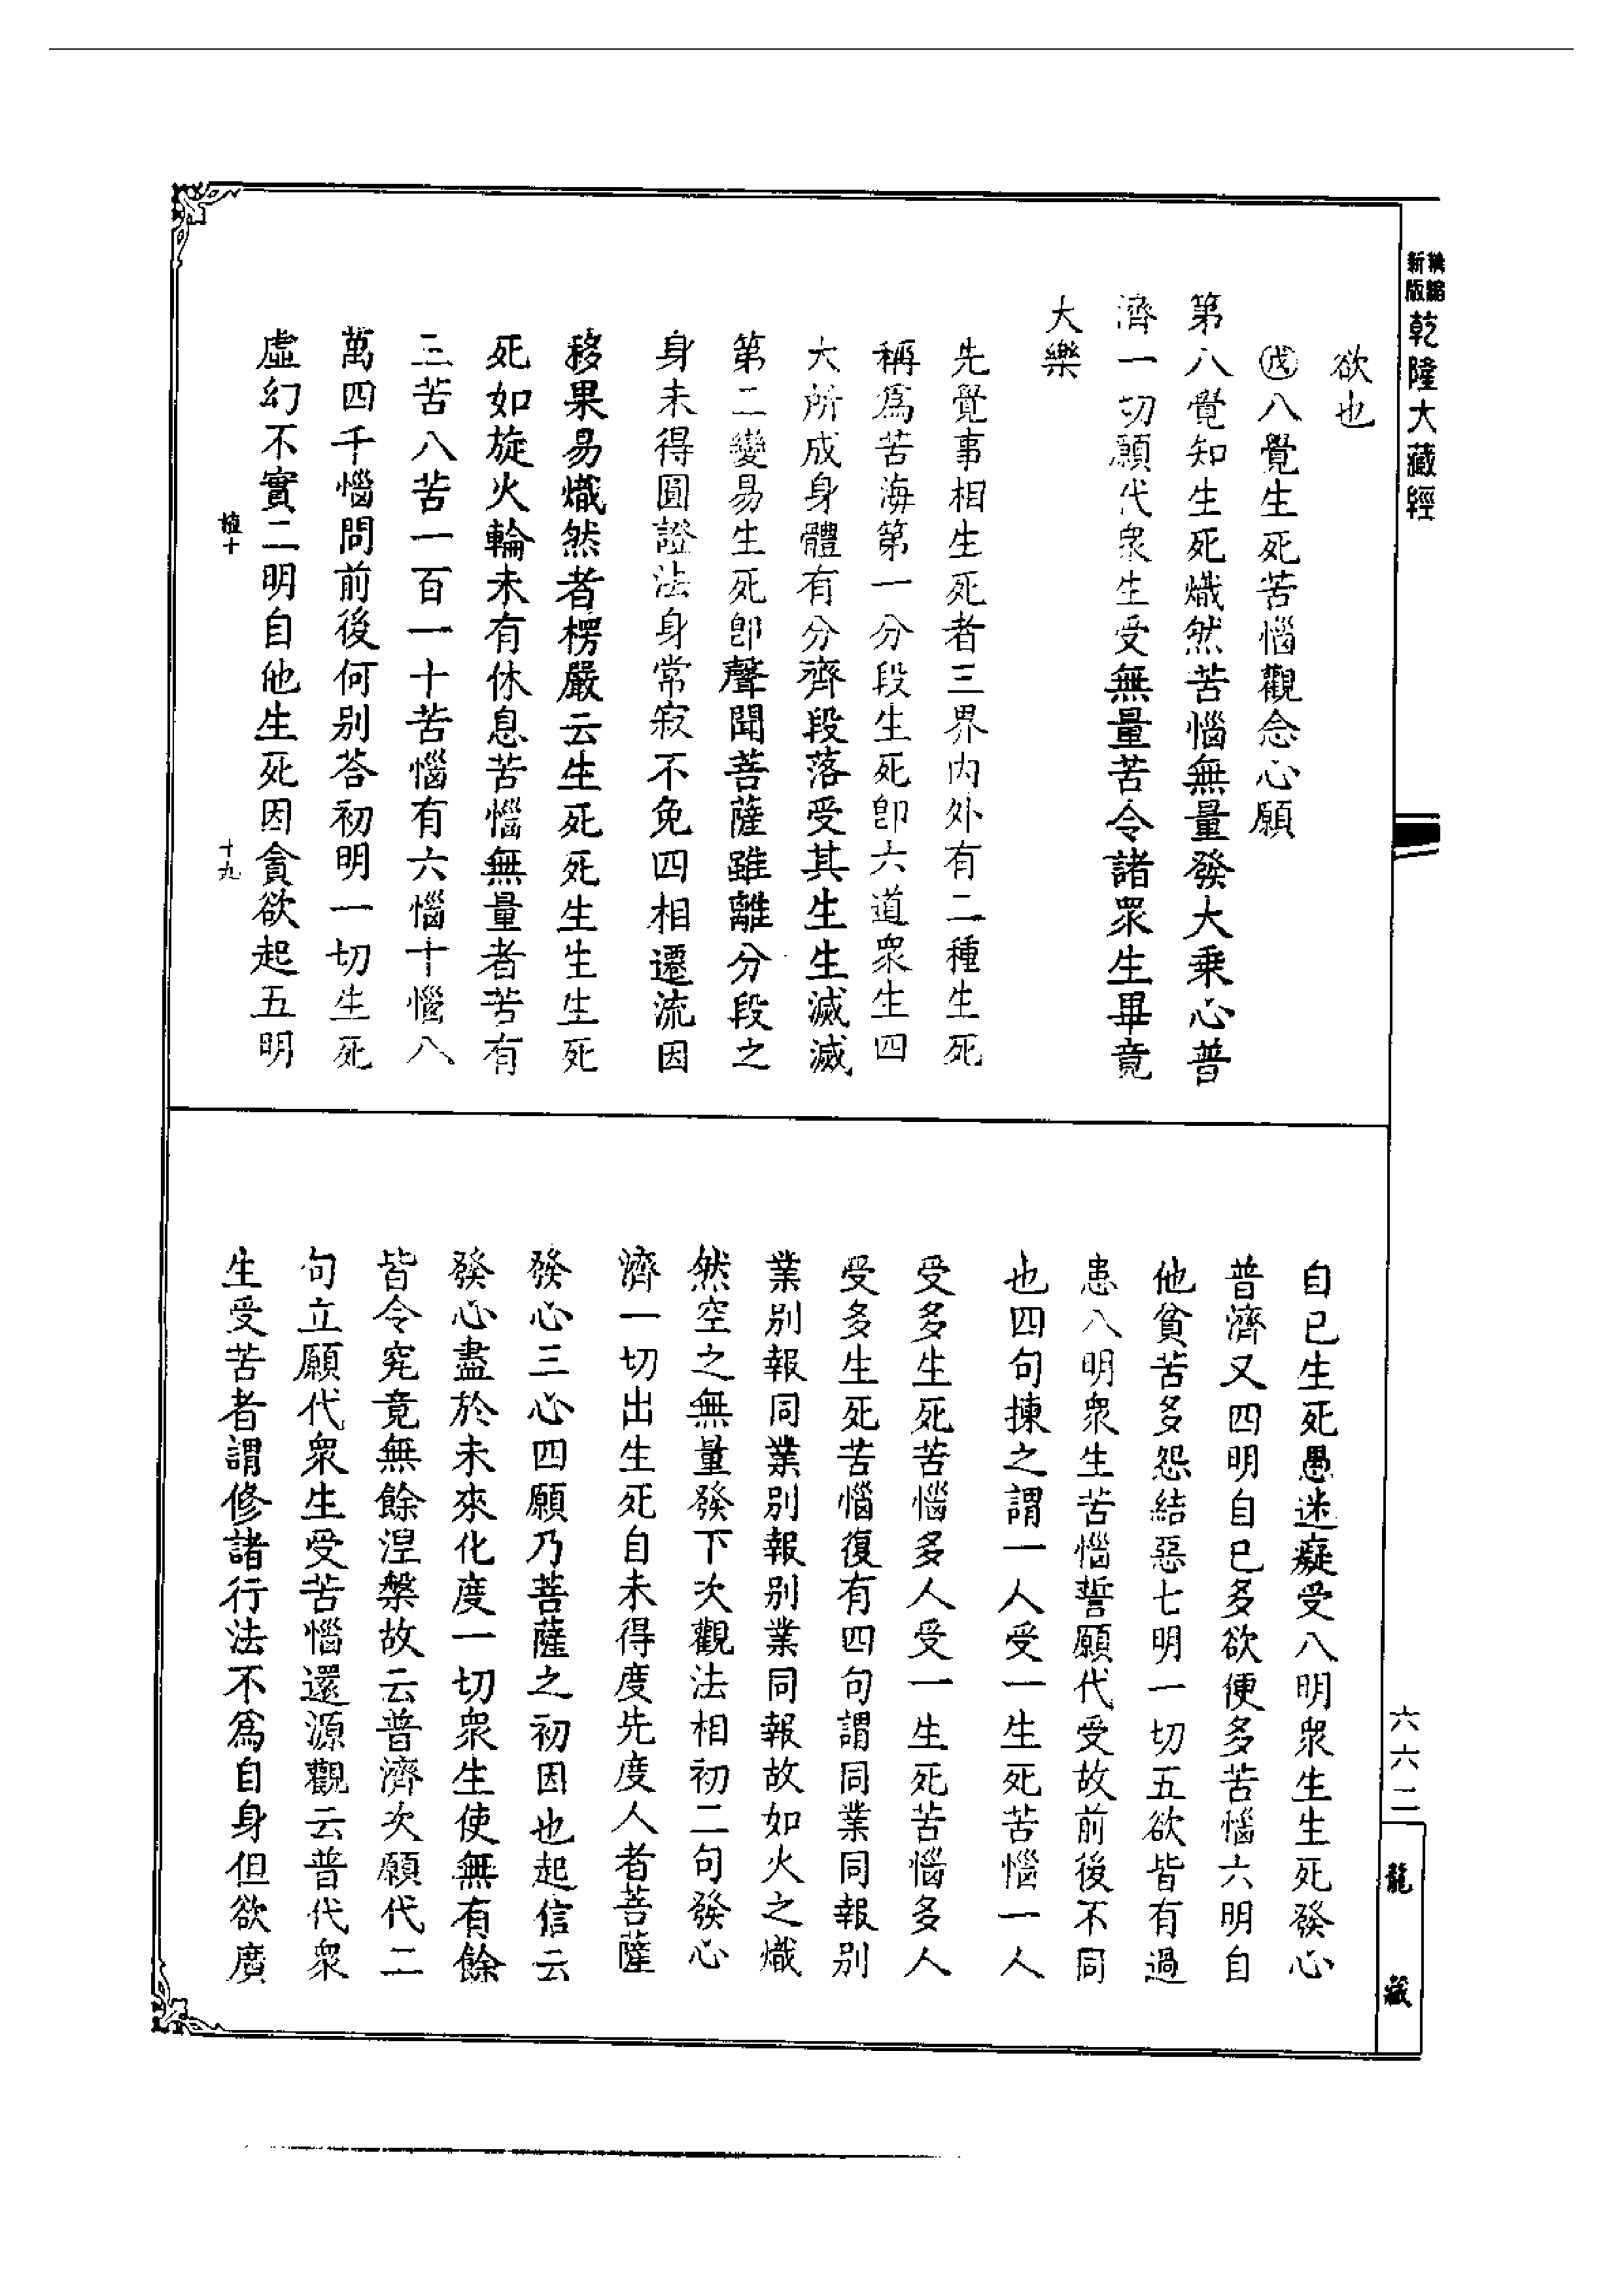 新版
精縮
乾隆大藏經
欲也
㊅八覺生死苦惱觀念心願
第八覺知生死熾然苦惱無量發大乘心普
濟一切願代衆生受無量苦令諸衆生畢竟
大樂
先覺事相生死者三界內外有二種生死
稱爲苦海第一分段生死卽六道衆生四
大所成身體有分齊段落受其生生滅滅
第二變易生死卽聲聞菩薩雖離分段之
身未得圓證法身常寂不免四相遷流因
移果易熾然者楞嚴云生死死生生生死
死如旋火輪未有休息苦惱無量者苦有
三苦八苦一百一十苦惱有六惱十惱八
萬四千惱問前後何別荅初明一切生死
虛幻不實二明自他生死因貪欲起五明
十九
自已生死愚迷癡受八明衆生生死發心
普濟又四明自已多欲便多苦惱六明自
他貧苦多怨結惡七明一切五欲皆有過
患八明衆生苦惱誓願代受故前後不同
也四句揀之謂一人受一生死苦惱一人
受多生死苦惱多人受一生死苦惱多人
受多生死苦惱復有四句謂同業同報別
業別報同業別報別業同報故如火之熾
然空之無量發下次觀法相初二句發心
濟一切出生死自未得度先度人者菩薩
發心三心四願乃菩薩之初因也起信云
發心盡於未來化度一切衆生使無有餘
皆令究竟無餘涅槃故云普濟次願代二
句立願代衆生受苦惱還源觀云普代衆
生受苦者謂修諸行法不爲自身但欲廣
六六二
龍
藏